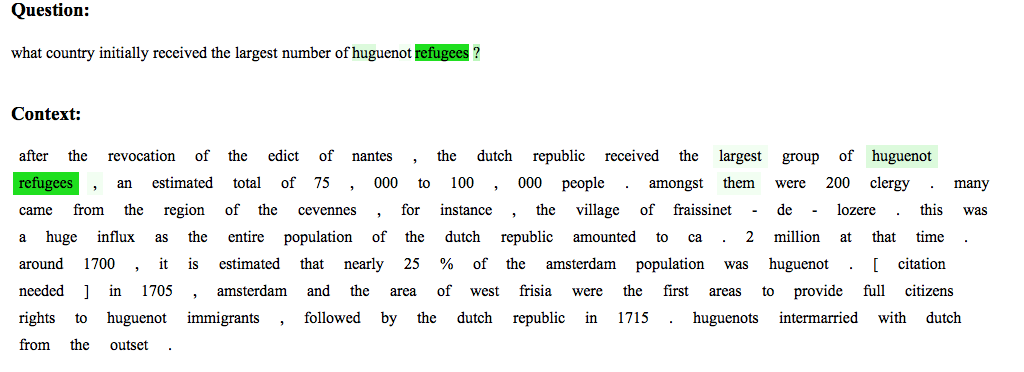 Question:
what country initially received the largest number of huguenot refugees ?
Context:
after the revocation of the edict of nantes , the dutch republic received the largest group of huguenot
refugees , an estimated total of 75 , 000 to 100 , 000 people . amongst them were 200 clergy . many
came from the region of the cevennes , for instance , the village of fraissinet - de - lozere . this was
a huge influx as the entire population of the dutch republic amounted to ca . 2 million at that time .
around 1700 , it is estimated that nearly 25 % of the amsterdam population was huguenot . [ citation
needed ] in 1705 , amsterdam and the area of west frisia were the first areas to provide full citizens
rights to huguenot immigrants , followed by the dutch republic in 1715 . huguenots intermarried with dutch
from the outset .